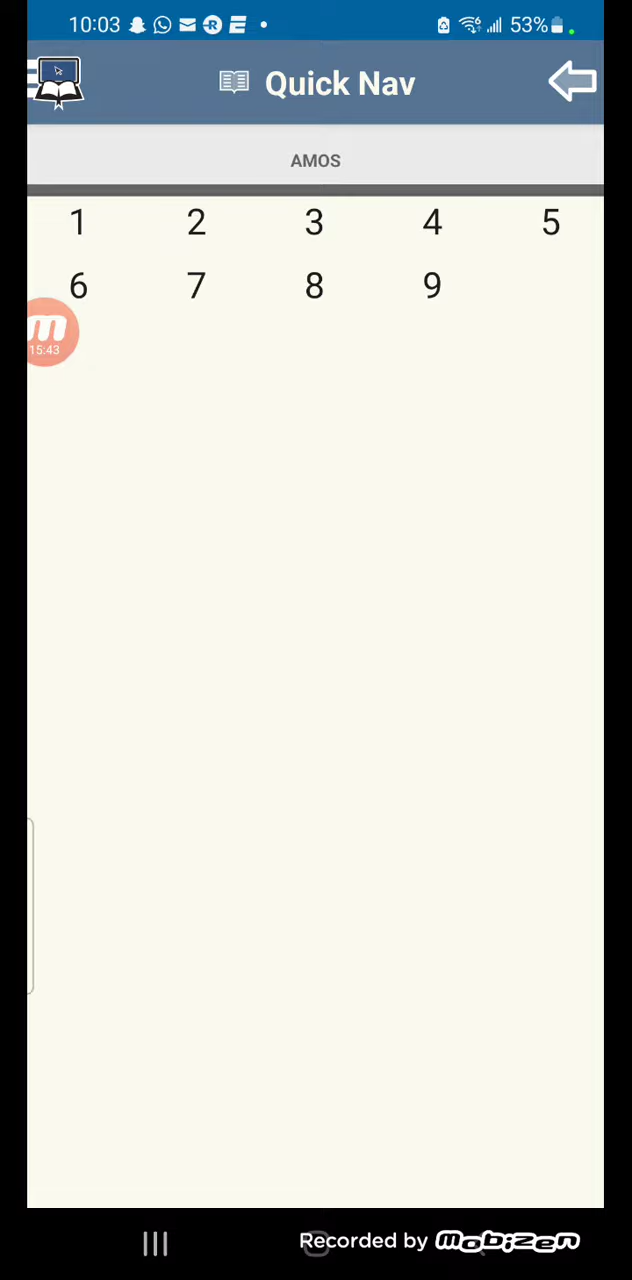 10:03 53%
Quick Nav
AMOS
1 2 3 4 5
6 7 8 9
15:43
Recorded by mobizen